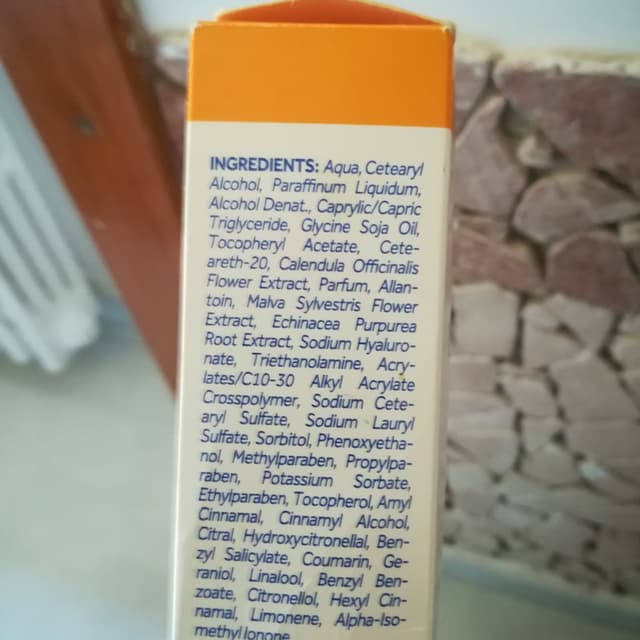 INGREDIENTS: Aqua, Cetearyl
Alcohol, Paraffinum Liquidum,
Alcohol Denat., Caprylic/Capric
Triglyceride, Glycine Soja Oil,
Tocopheryl Acetate, Cete-
areth-20, Calendula Officinalis
Flower Extract, Parfum, Allan-
toin, Malva Sylvestris Flower
Extract, Echinacea Purpurea
Root Extract, Sodium Hyaluro-
nate, Triethanolamine, Acry-
lates/C10-30 Alkyl Acrylate
Crosspolymer, Sodium Cete-
aryl Sulfate, Sodium Lauryl
Sulfate, Sorbitol, Phenoxyetha-
nol, Methylparaben, Propylpa-
raben, Potassium Sorbate,
Ethylparaben, Tocopherol, Amyl
Cinnamal, Cinnamyl Alcohol,
Citral, Hydroxycitronellal, Ben-
zyl Salicylate, Coumarin, Ge-
raniol, Linalool, Benzyl Ben-
zoate, Citronellol, Hexyl Cin-
namal, Limonene, Alpha-Iso-
methyl Ionone